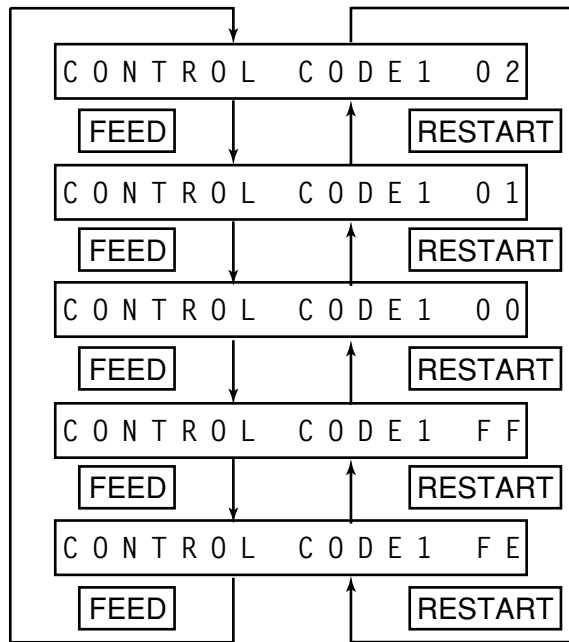 CONTROL CODE1 02
FEED RESTART
CONTROL CODE1 01
FEED RESTART
CONTROL CODE1 00
FEED RESTART
CONTROL CODE1 FF
FEED RESTART
CONTROL CODE1 FE
FEED RESTART